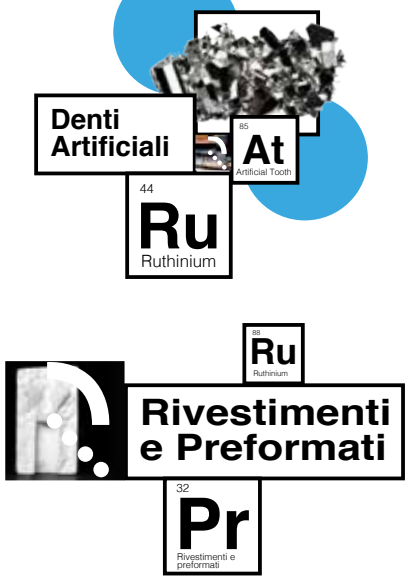 Denti
Artificiali
85
At
Artificial Tooth
44
Ru
Ruthinium
88
Ru
Ruthinium
Rivestimenti
e Preformati
32
Pr
Rivestimenti e
preformati